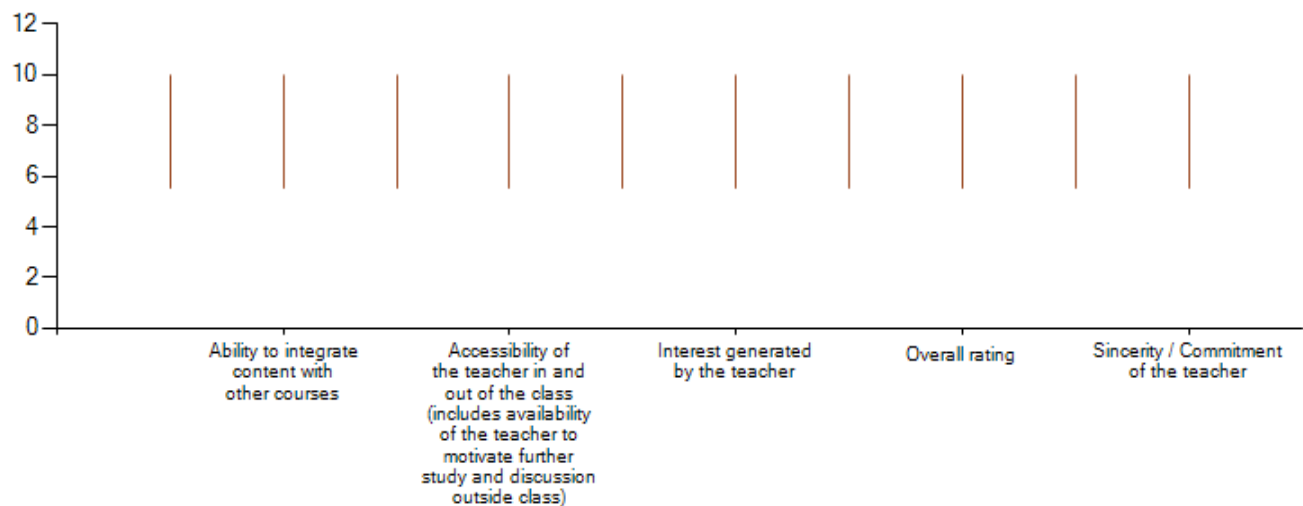 12
10
8
6
4
2
0
Ability to integrate
content with
other courses
Accessibility of
the teacher in and
out of the class
(includes availability
of the teacher to
motivate further
study and discussion
outside class)
Interest generated
by the teacher
Overall rating
Sincerity / Commitment
of the teacher